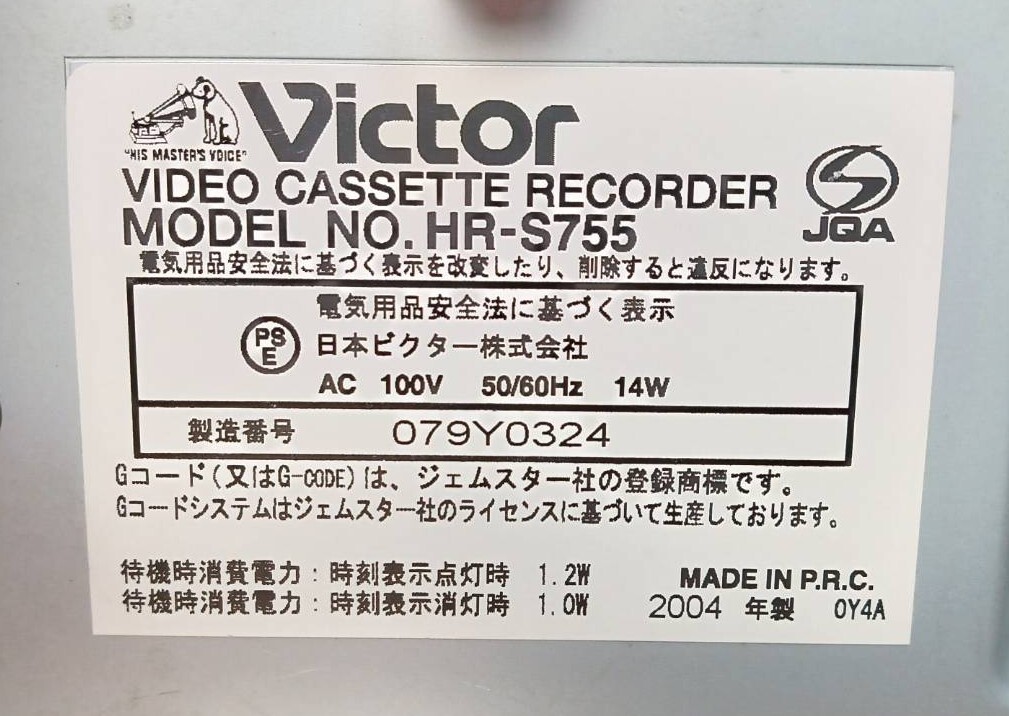 Victor
"HIS MASTER'S VOICE"
VIDEO CASSETTE RECORDER
MODEL NO. HR-S755
JQA
電気用品安全法に基づく表示を改変したり、削除すると違反になります。
電気用品安全法に基づく表示
PS
E
日本ビクター株式会社
AC 100V 50/60Hz 14W
製造番号 079Y0324
Gコード(又はG-CODE)は、ジェムスター社の登録商標です。
Gコードシステムはジェムスター社のライセンスに基づいて生産しております。
待機時消費電力:時刻表示点灯時 1.2W
待機時消費電力:時刻表示消灯時 1.0W
MADE IN P.R.C.
2004 年製 0Y4A